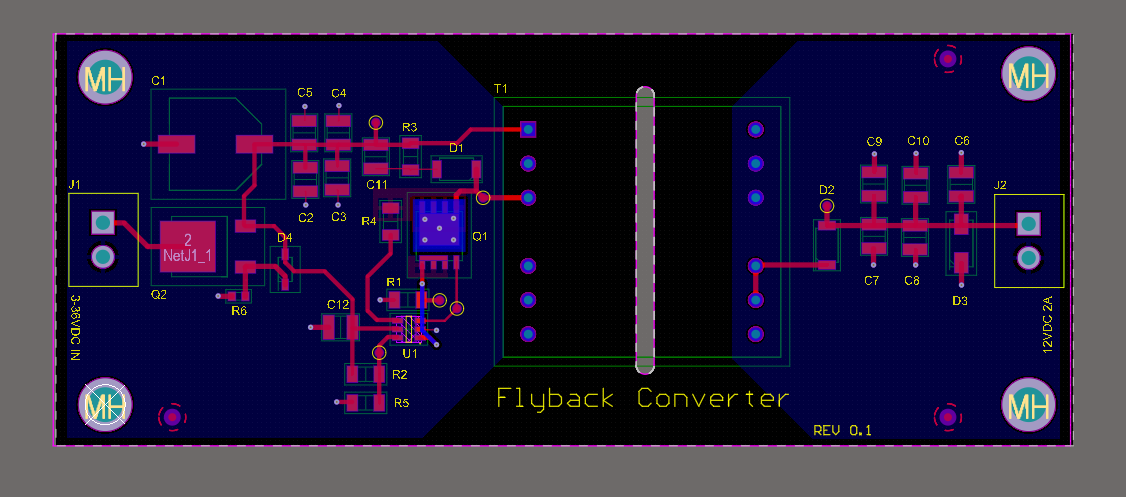 MH
MH
C1
C5
C4
T1
R3
D1
C9
C10
C6
C11
J1
D2
J2
C2
C3
R4
Q1
2
NetJ1_1
D4
Q2
R6
R1
C7
C8
D3
3-36VDC IN
C12
U1
12VDC 2A
R2
R5
MH
Flyback Converter
MH
REV 0.1